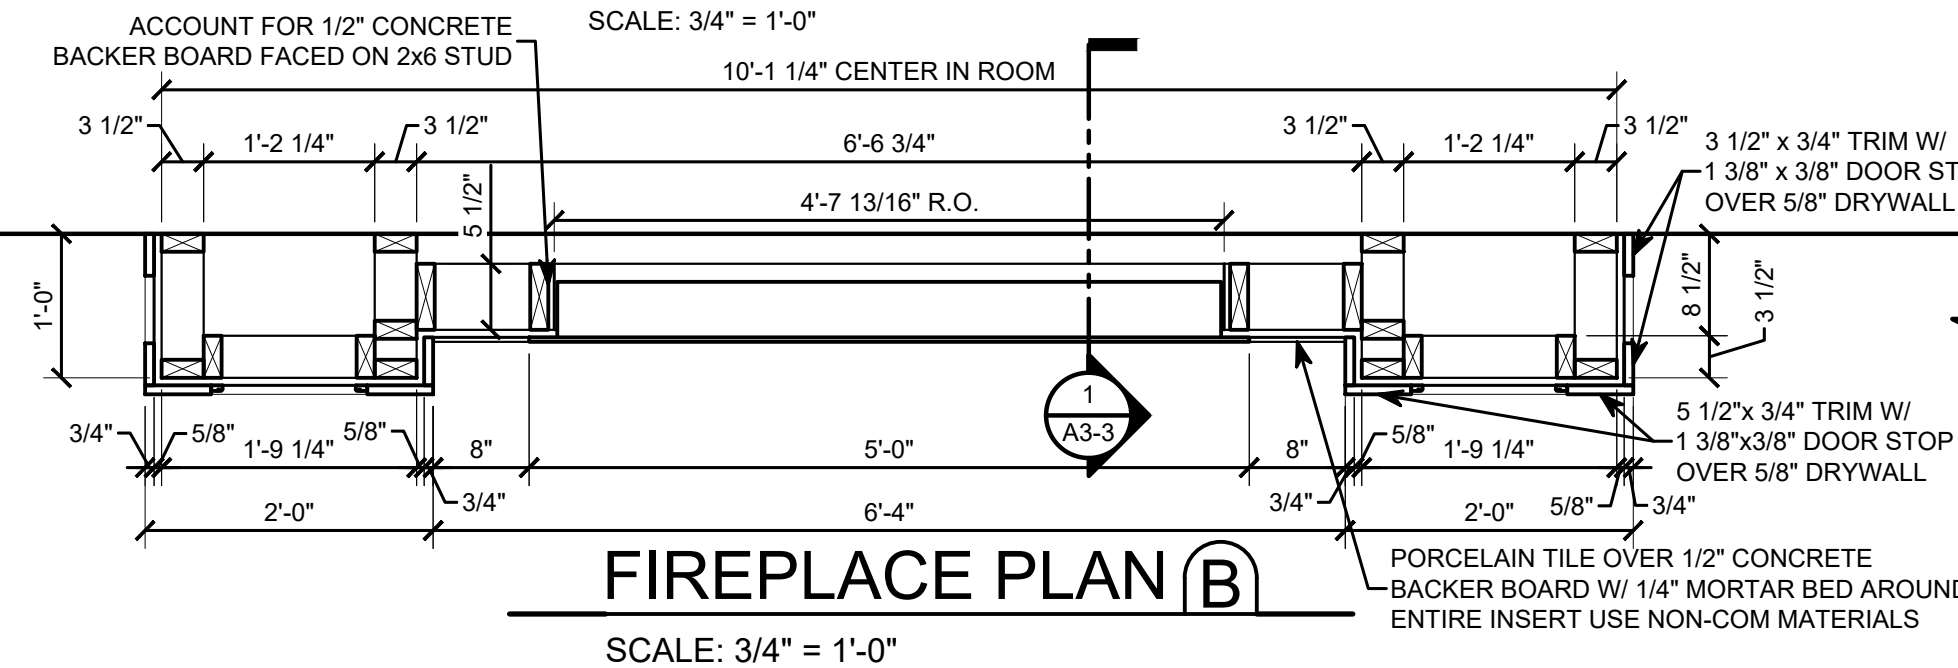 SCALE: 3/4" = 1'-0"
ACCOUNT FOR 1/2" CONCRETE
BACKER BOARD FACED ON 2x6 STUD
10'-1 1/4" CENTER IN ROOM
3 1/2"
1'-2 1/4"
3 1/2"
6'-6 3/4"
3 1/2"
1'-2 1/4"
3 1/2"
3 1/2" x 3/4" TRIM W/
1 3/8" x 3/8" DOOR ST
OVER 5/8" DRYWALL
5 1/2"
4'-7 13/16" R.O.
1'-0"
8 1/2"
3 1/2"
1
A3-3
5 1/2"x 3/4" TRIM W/
1 3/8"x3/8" DOOR STOP
OVER 5/8" DRYWALL
3/4"
5/8"
1'-9 1/4"
5/8"
8"
5'-0"
8"
5/8"
1'-9 1/4"
3/4"
3/4"
5/8"
3/4"
2'-0"
6'-4"
2'-0"
FIREPLACE PLAN B
SCALE: 3/4" = 1'-0"
PORCELAIN TILE OVER 1/2" CONCRETE
BACKER BOARD W/ 1/4" MORTAR BED AROUND
ENTIRE INSERT USE NON-COM MATERIALS